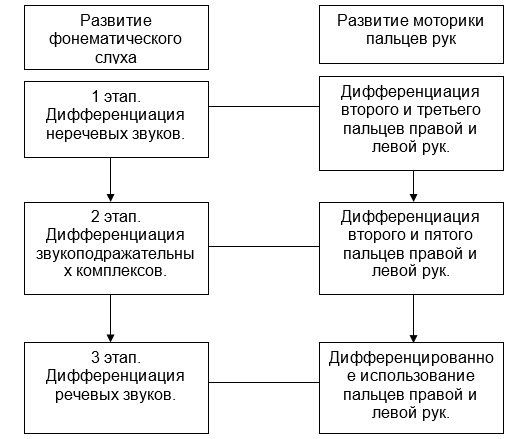 Развитие
фонематического
слуха
Развитие моторики
пальцев рук
1 этап.
Дифференциация
неречевых звуков.
Дифференциация
второго и третьего
пальцев правой и
левой рук.
2 этап.
Дифференциация
звукоподражательны
х комплексов.
Дифференциация
второго и пятого
пальцев правой и
левой рук.
3 этап.
Дифференциация
речевых звуков.
Дифференцированно
е использование
пальцев правой и
левой рук.